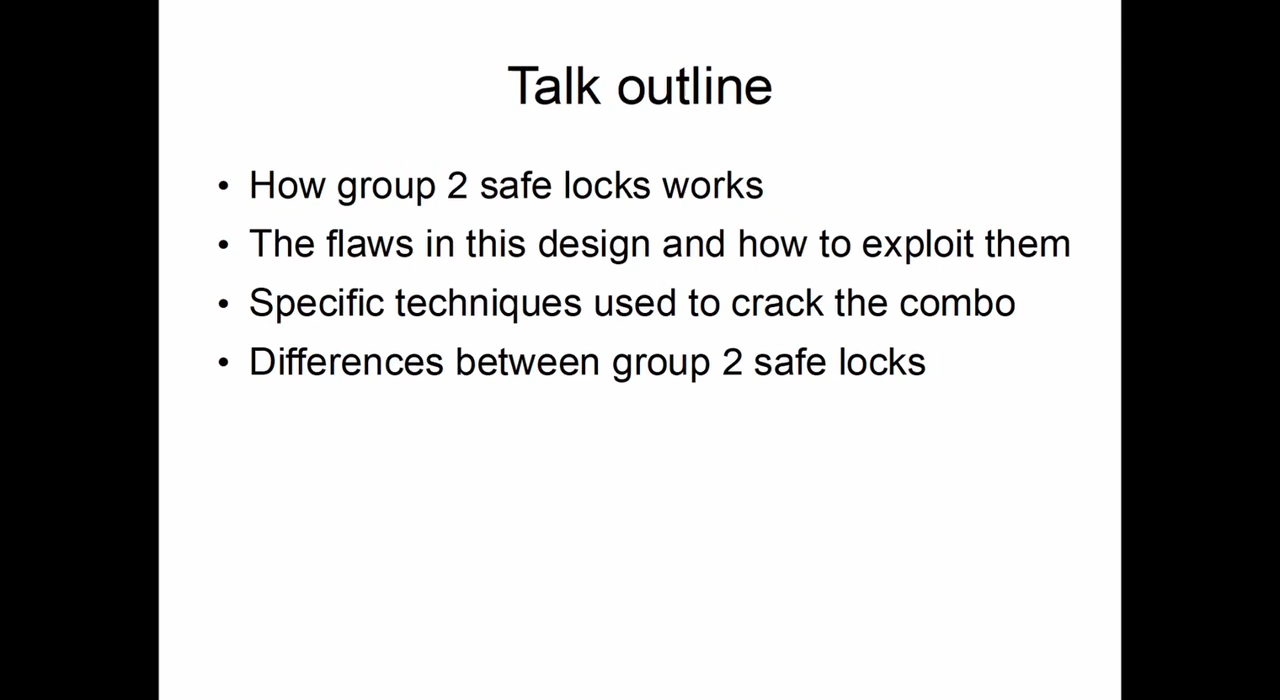 Talk outline
• How group 2 safe locks works
• The flaws in this design and how to exploit them
• Specific techniques used to crack the combo
• Differences between group 2 safe locks